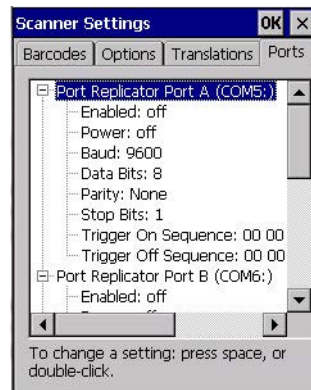 Scanner Settings OK ×
Barcodes Options Translations Ports
Port Replicator Port A (COM5:)
Enabled: off
Power: off
Baud: 9600
Data Bits: 8
Parity: None
Stop Bits: 1
Trigger On Sequence: 00 00
Trigger Off Sequence: 00 00
Port Replicator Port B (COM6:)
Enabled: off
To change a setting: press space, or
double-click.